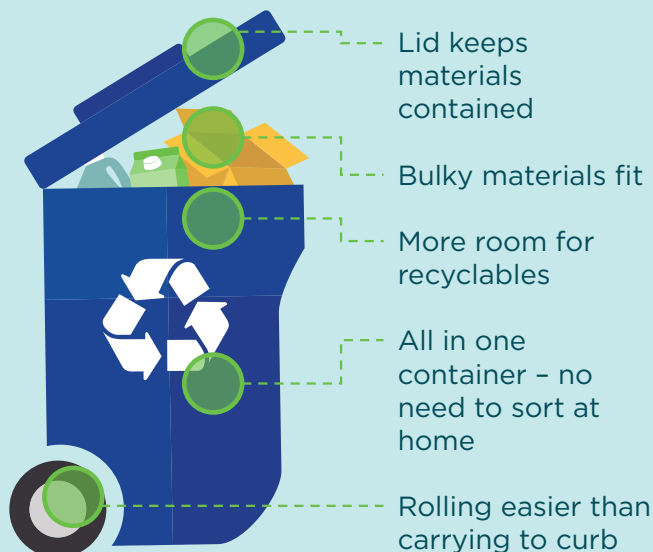 Lid keeps
materials
contained
Bulky materials fit
More room for
recyclables
All in one
container – no
need to sort at
home
Rolling easier than
carrying to curb